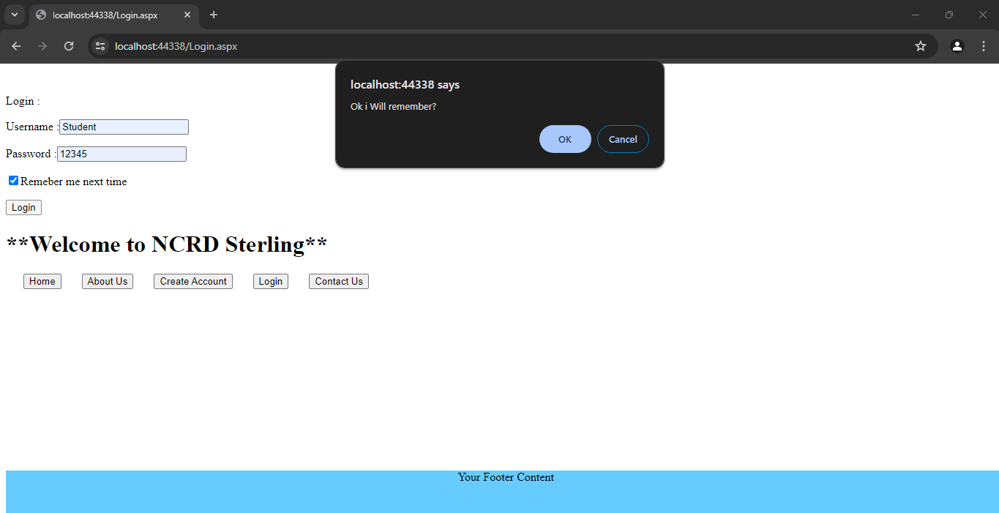 localhost:44338/Login.aspx
localhost:44338/Login.aspx
localhost:44338 says
Ok i Will remember?
OK Cancel
Login :
Username : Student
Password : 12345
Remeber me next time
Login
**Welcome to NCRD Sterling**
Home About Us Create Account Login Contact Us
Your Footer Content